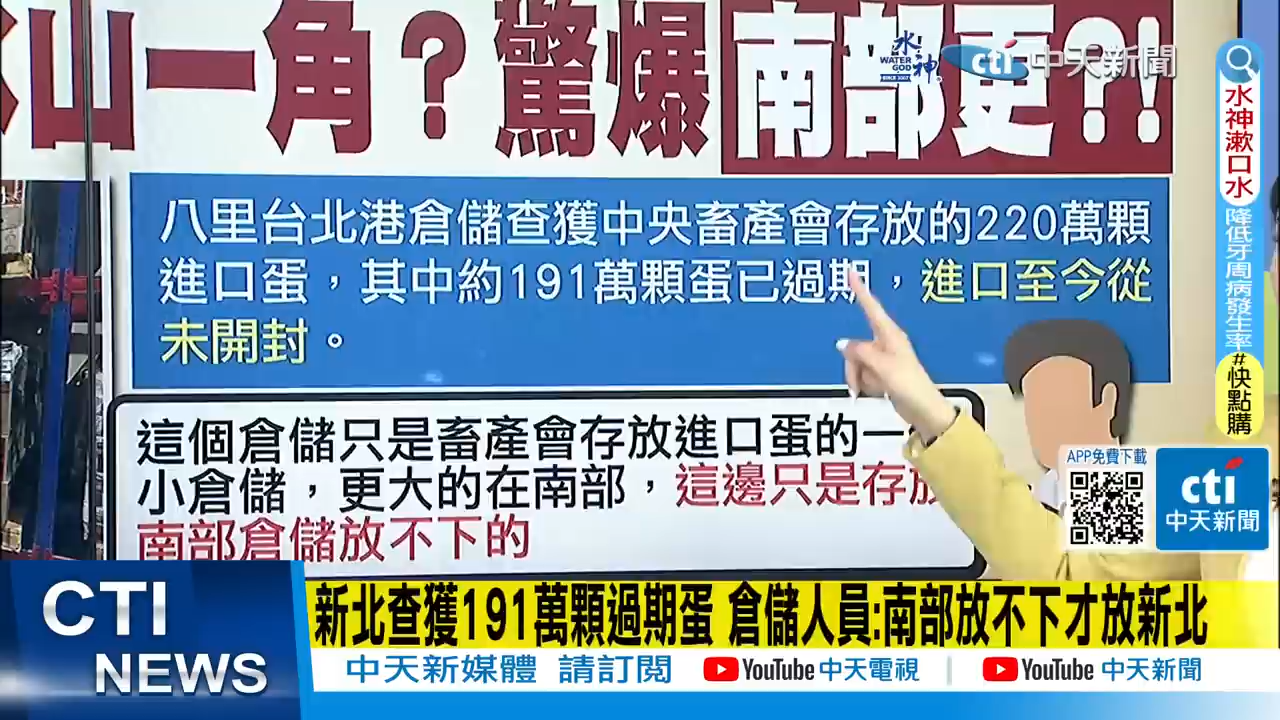 山一角？驚爆南部更?!
水神
WATER GOD
cti 中天新聞
八里台北港倉儲查獲中央畜產會存放的220萬顆
進口蛋，其中約191萬顆蛋已過期，進口至今從
未開封。
這個倉儲只是畜產會存放進口蛋的一
小倉儲，更大的在南部，這邊只是存放
南部倉儲放不下的
水神漱口水
降低牙周病發生率
#快點購
APP免費下載
cti
中天新聞
CTI
NEWS
新北查獲191萬顆過期蛋 倉儲人員:南部放不下才放新北
中天新媒體 請訂閱 YouTube 中天電視 | YouTube 中天新聞